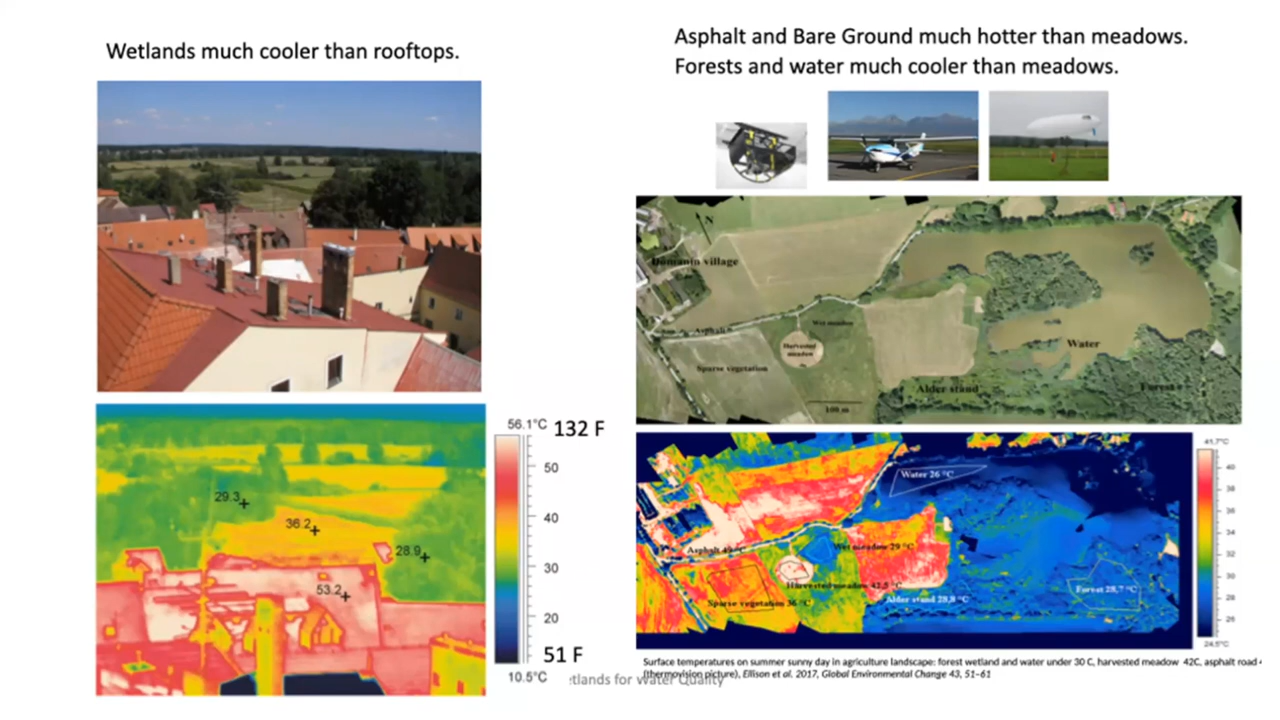 Wetlands much cooler than rooftops.
Asphalt and Bare Ground much hotter than meadows.
Forests and water much cooler than meadows.
N
Domanin village
Asphalt
Wet meadow
Harvested
meadow
Sparse vegetation
Water
Alder stand
Forest
100 m
29.3
36.2
28.9
53.2
56.1°C 132 F
50
40
30
20
51 F
10.5°C
Water 26 °C
Asphalt
Wet meadow 29 °C
Harvested meadow 42,5 °C
Sparse vegetation 36 °C
Alder stand 28,8 °C
Forest 28,7 °C
41,7°C
40
38
36
34
32
30
28
26
24,5°C
Surface temperatures on summer sunny day in agriculture landscape: forest wetland and water under 30 C, harvested meadow 42C, asphalt road
(thermovision picture), Ellison et al. 2017, Global Environmental Change 43, 51–61
etlands for Water Quality